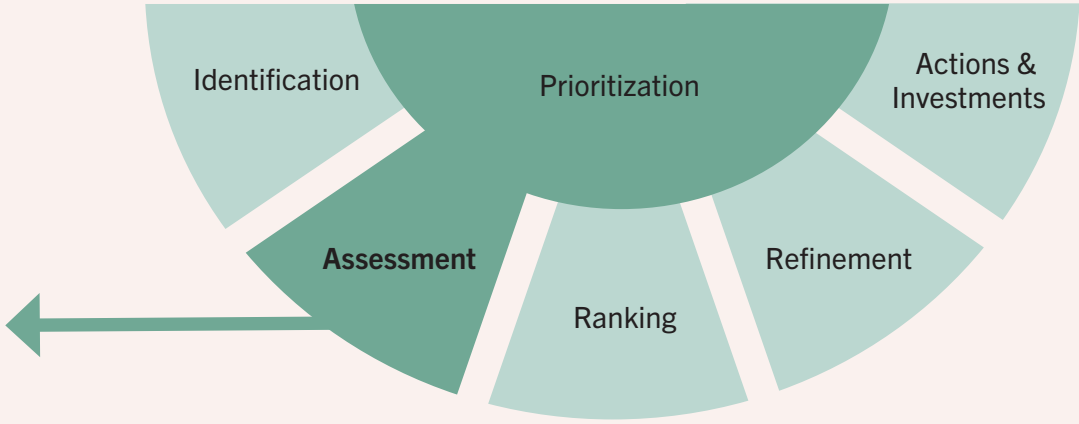 Identification
Prioritization
Actions &
Investments
Assessment
Ranking
Refinement